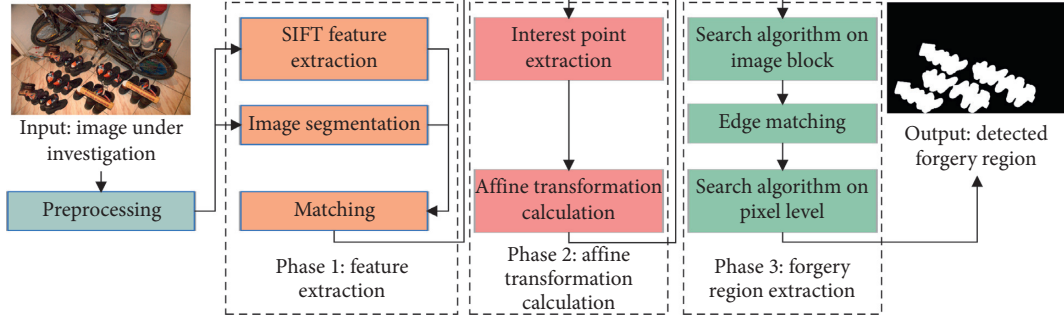 Input: image under
investigation
Preprocessing
SIFT feature
extraction
Image segmentation
Matching
Phase 1: feature
extraction
Interest point
extraction
Affine transformation
calculation
Phase 2: affine
transformation
calculation
Search algorithm on
image block
Edge matching
Search algorithm on
pixel level
Phase 3: forgery
region extraction
Output: detected
forgery region